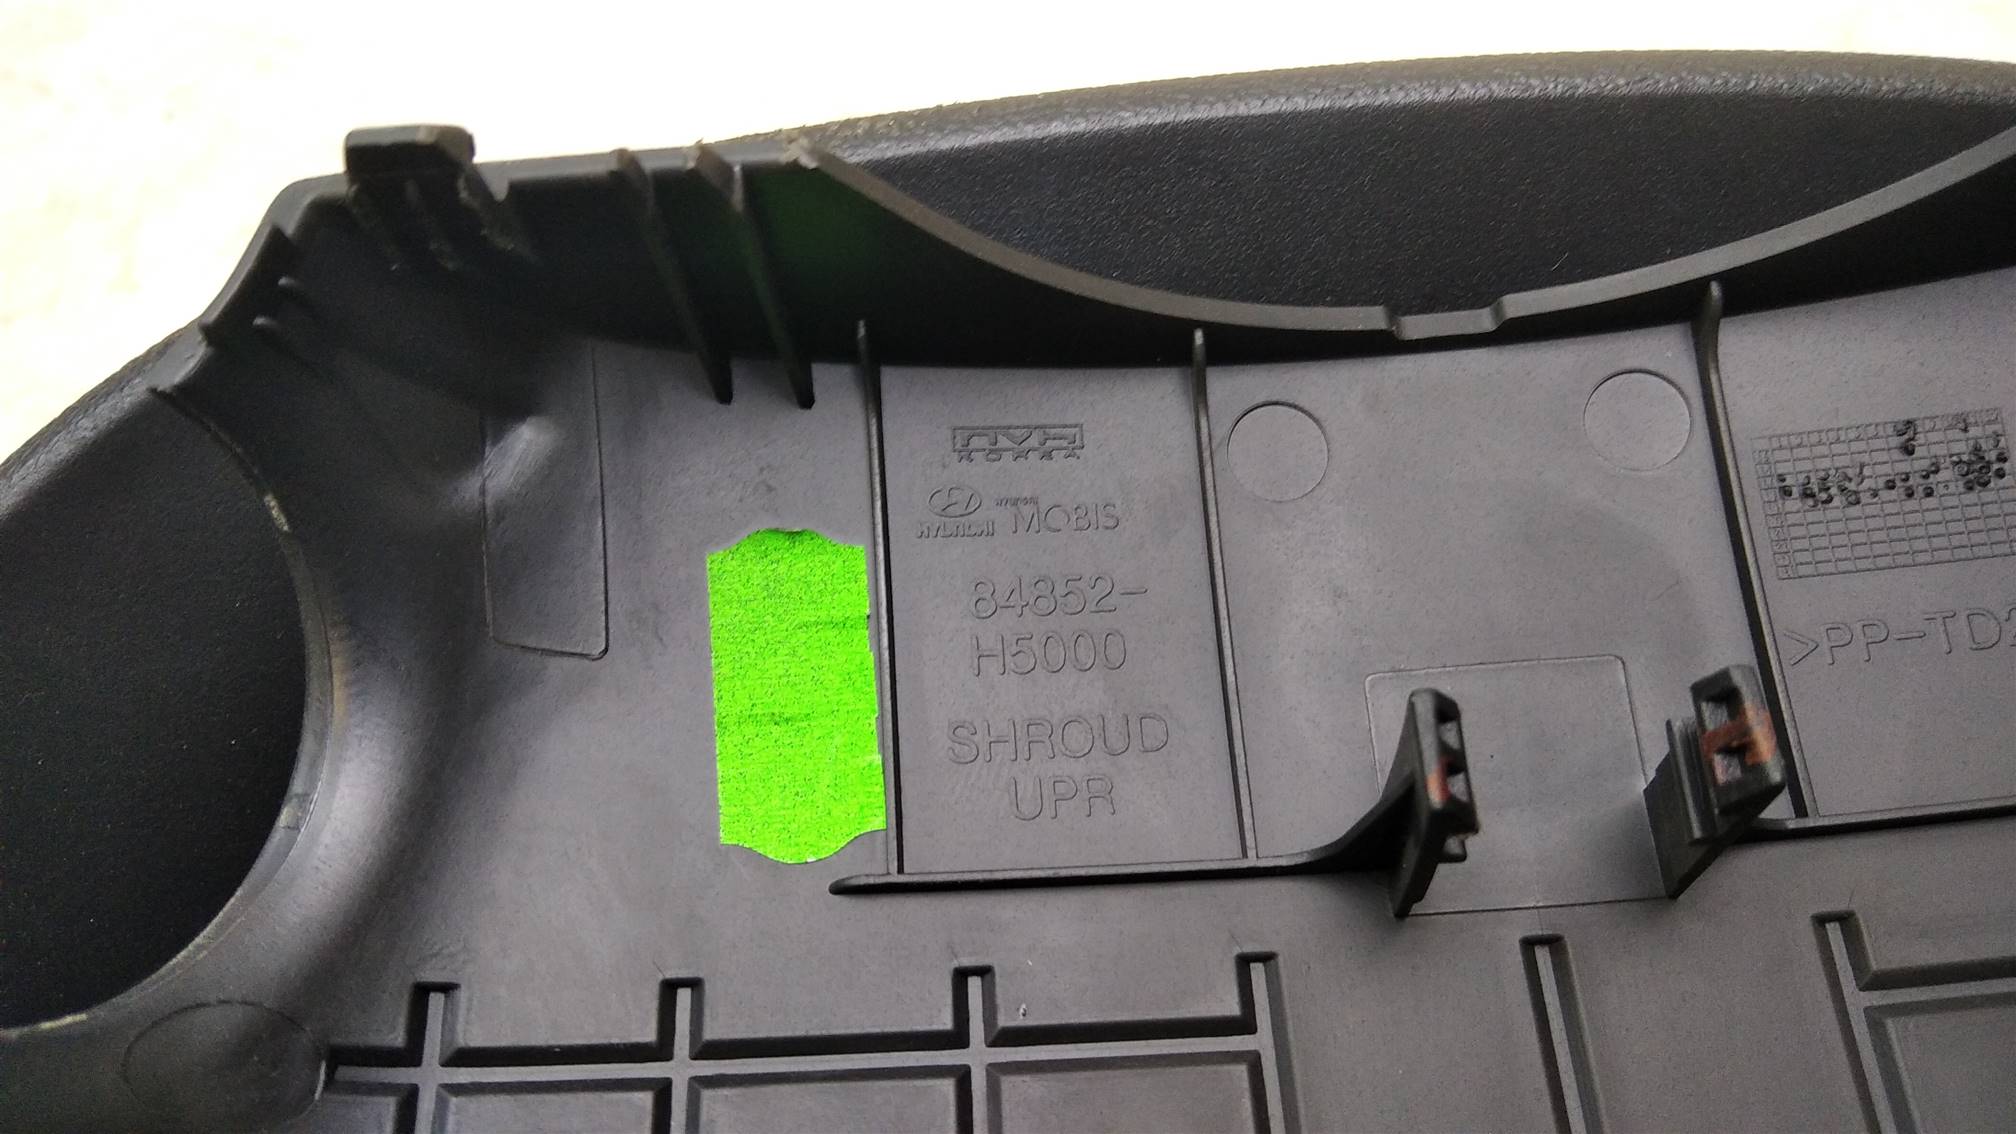 NVH
KOREA
HYUNDAI
HYUNDAI MOBIS
84852-
H5000
SHROUD
UPR
>PP-TD